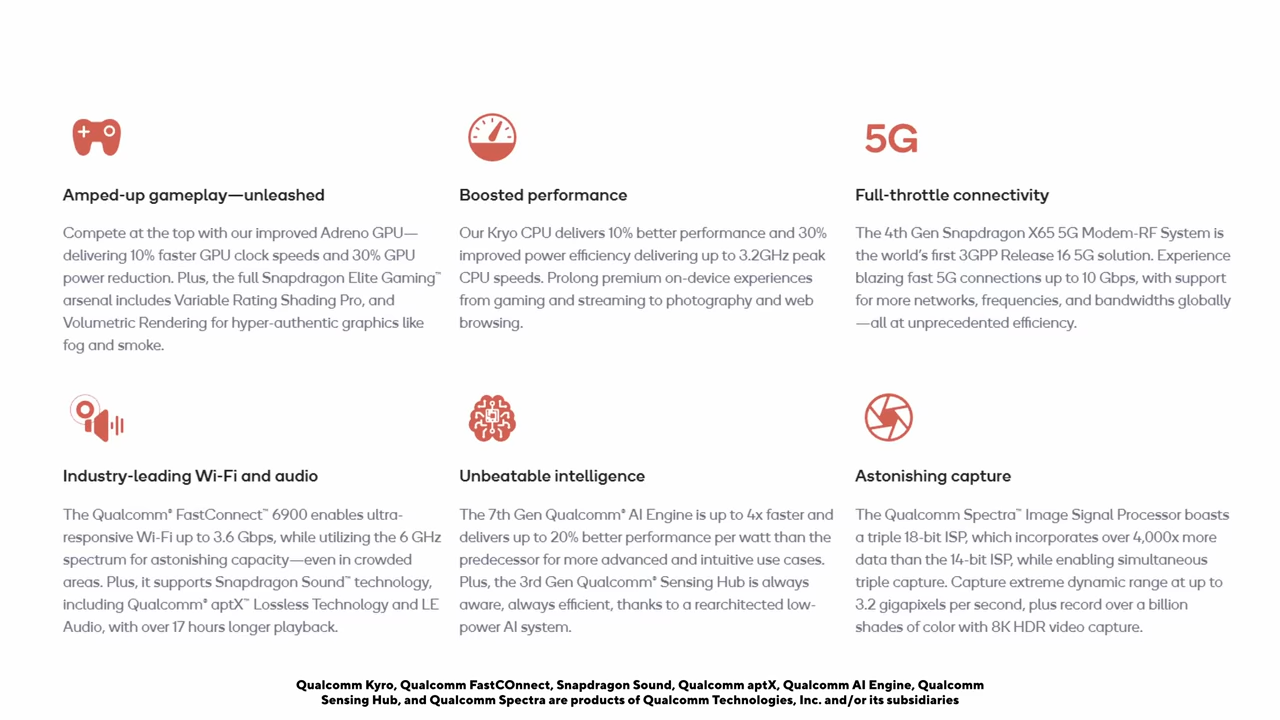 Amped-up gameplay—unleashed
Compete at the top with our improved Adreno GPU—
delivering 10% faster GPU clock speeds and 30% GPU
power reduction. Plus, the full Snapdragon Elite Gaming™
arsenal includes Variable Rating Shading Pro, and
Volumetric Rendering for hyper-authentic graphics like
fog and smoke.
Boosted performance
Our Kryo CPU delivers 10% better performance and 30%
improved power efficiency delivering up to 3.2GHz peak
CPU speeds. Prolong premium on-device experiences
from gaming and streaming to photography and web
browsing.
5G
Full-throttle connectivity
The 4th Gen Snapdragon X65 5G Modem-RF System is
the world's first 3GPP Release 16 5G solution. Experience
blazing fast 5G connections up to 10 Gbps, with support
for more networks, frequencies, and bandwidths globally
—all at unprecedented efficiency.
Industry-leading Wi-Fi and audio
The Qualcomm® FastConnect™ 6900 enables ultra-
responsive Wi-Fi up to 3.6 Gbps, while utilizing the 6 GHz
spectrum for astonishing capacity—even in crowded
areas. Plus, it supports Snapdragon Sound™ technology,
including Qualcomm® aptX™ Lossless Technology and LE
Audio, with over 17 hours longer playback.
Unbeatable intelligence
The 7th Gen Qualcomm® AI Engine is up to 4x faster and
delivers up to 20% better performance per watt than the
predecessor for more advanced and intuitive use cases.
Plus, the 3rd Gen Qualcomm® Sensing Hub is always
aware, always efficient, thanks to a rearchitected low-
power AI system.
Astonishing capture
The Qualcomm Spectra™ Image Signal Processor boasts
a triple 18-bit ISP, which incorporates over 4,000x more
data than the 14-bit ISP, while enabling simultaneous
triple capture. Capture extreme dynamic range at up to
3.2 gigapixels per second, plus record over a billion
shades of color with 8K HDR video capture.
Qualcomm Kyro, Qualcomm FastCOnnect, Snapdragon Sound, Qualcomm aptX, Qualcomm AI Engine, Qualcomm
Sensing Hub, and Qualcomm Spectra are products of Qualcomm Technologies, Inc. and/or its subsidiaries